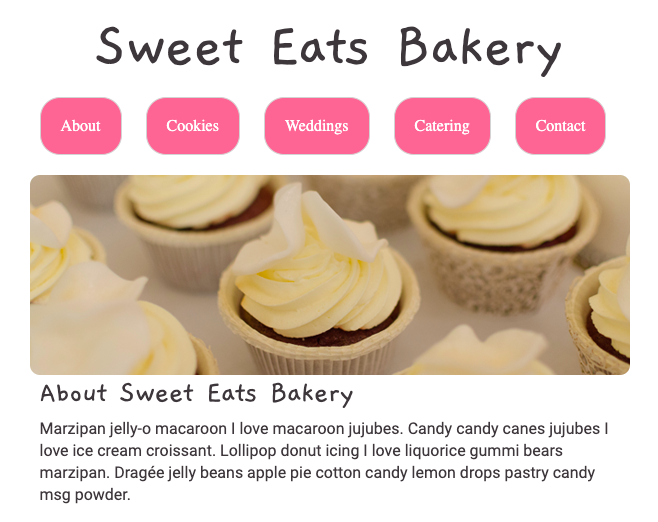 Sweet Eats Bakery
About Cookies Weddings Catering Contact
About Sweet Eats Bakery
Marzipan jelly-o macaroon I love macaroon jujubes. Candy candy canes jujubes I
love ice cream croissant. Lollipop donut icing I love liquorice gummi bears
marzipan. Dragée jelly beans apple pie cotton candy lemon drops pastry candy
msg powder.